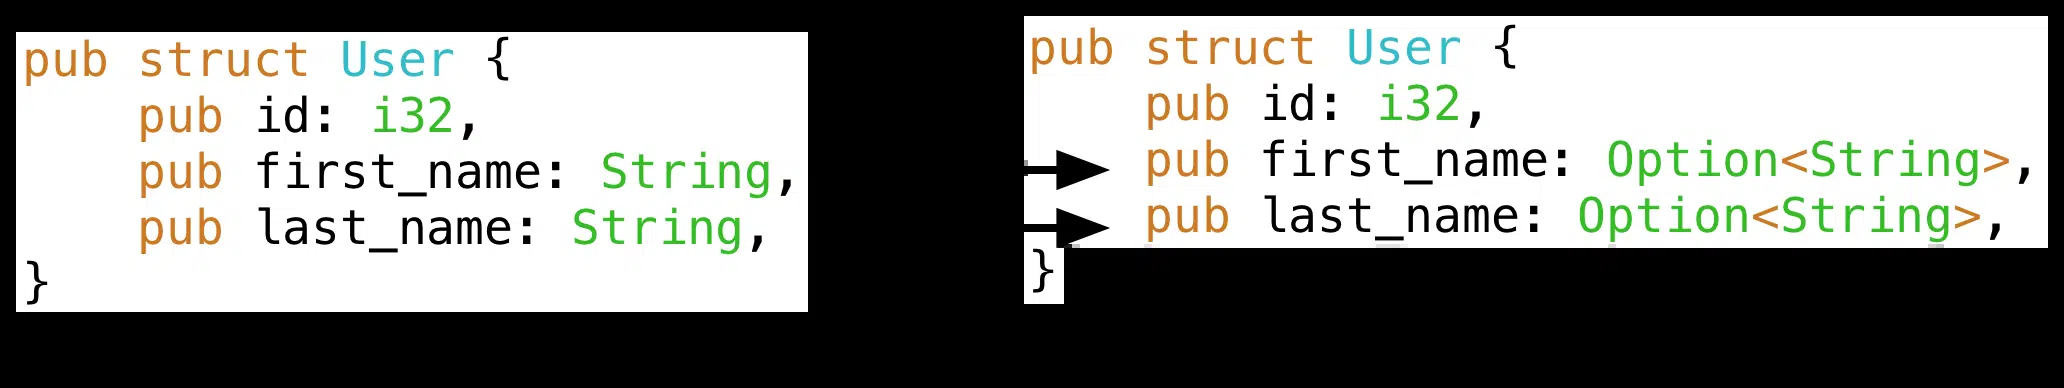 pub struct User {
    pub id: i32,
    pub first_name: String,
    pub last_name: String,
}
pub struct User {
    pub id: i32,
    pub first_name: Option<String>,
    pub last_name: Option<String>,
}